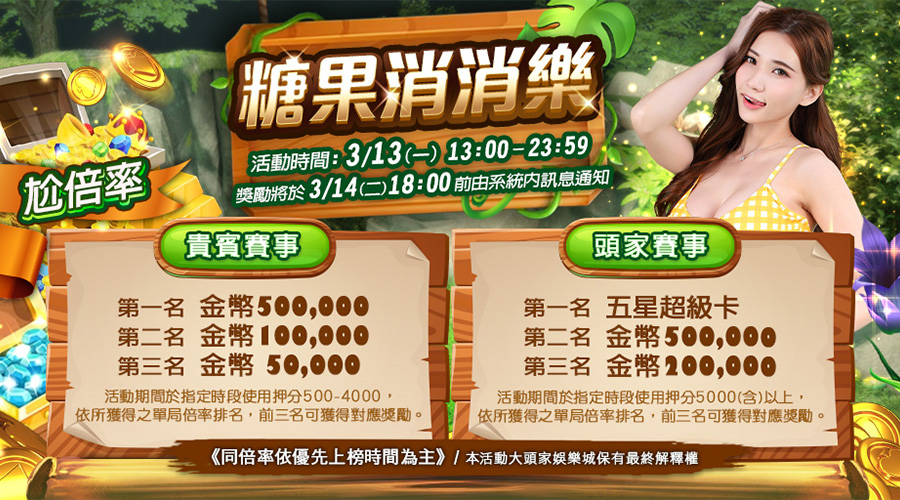 糖果消消樂
活動時間：3/13(一) 13:00-23:59
獎勵將於 3/14(二)18:00 前由系統內訊息通知
尬倍率
貴賓賽事
第一名 金幣500,000
第二名 金幣100,000
第三名 金幣 50,000
活動期間於指定時段使用押分500-4000，
依所獲得之單局倍率排名，前三名可獲得對應獎勵。
頭家賽事
第一名 五星超級卡
第二名 金幣500,000
第三名 金幣200,000
活動期間於指定時段使用押分5000(含)以上，
依所獲得之單局倍率排名，前三名可獲得對應獎勵。
《同倍率依優先上榜時間為主》/ 本活動大頭家娛樂城保有最終解釋權